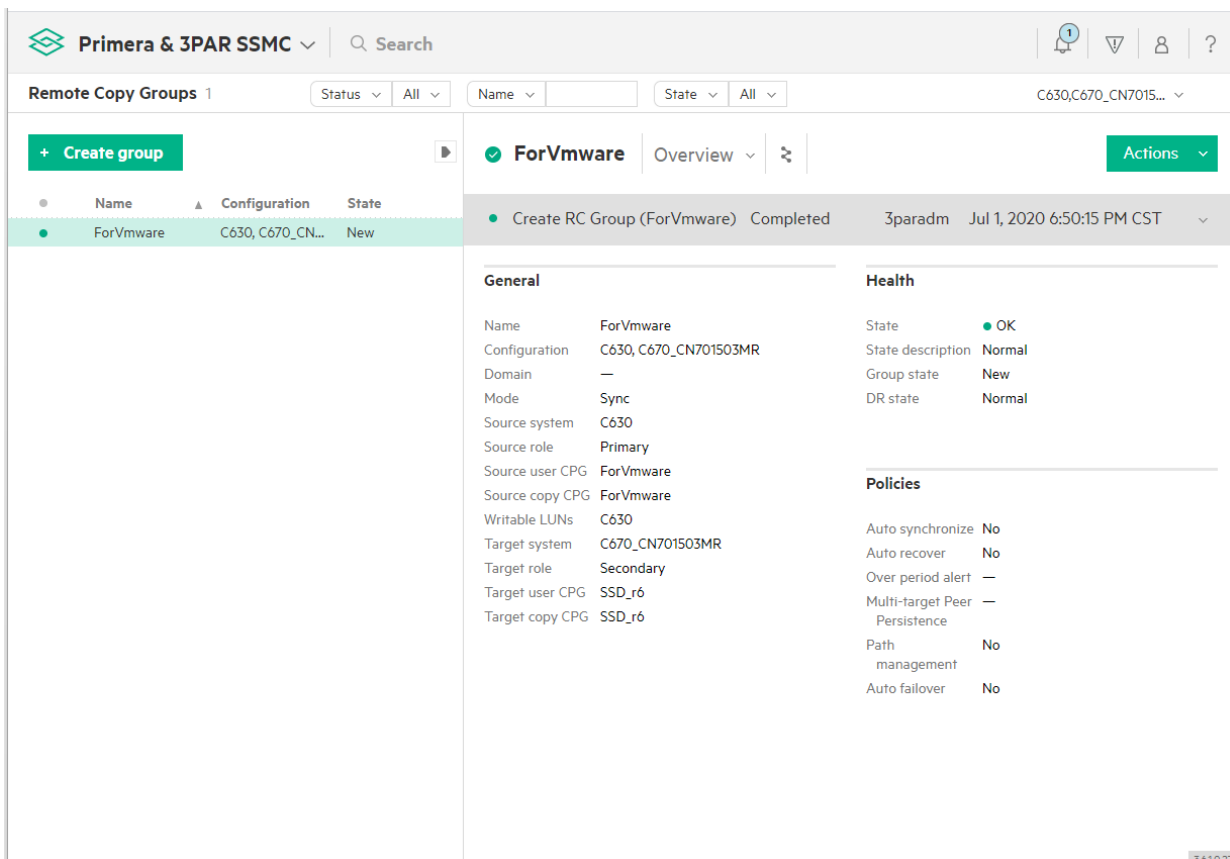 Primera & 3PAR SSMC Search 1 ?
Remote Copy Groups 1 Status All Name State All C630,C670_CN7015...
+ Create group
Name Configuration State
ForVmware C630, C670_CN... New
ForVmware Overview Actions
Create RC Group (ForVmware) Completed 3paradm Jul 1, 2020 6:50:15 PM CST
General
Name ForVmware
Configuration C630, C670_CN701503MR
Domain —
Mode Sync
Source system C630
Source role Primary
Source user CPG ForVmware
Source copy CPG ForVmware
Writable LUNs C630
Target system C670_CN701503MR
Target role Secondary
Target user CPG SSD_r6
Target copy CPG SSD_r6
Health
State OK
State description Normal
Group state New
DR state Normal
Policies
Auto synchronize No
Auto recover No
Over period alert —
Multi-target Peer —
Persistence
Path No
management
Auto failover No